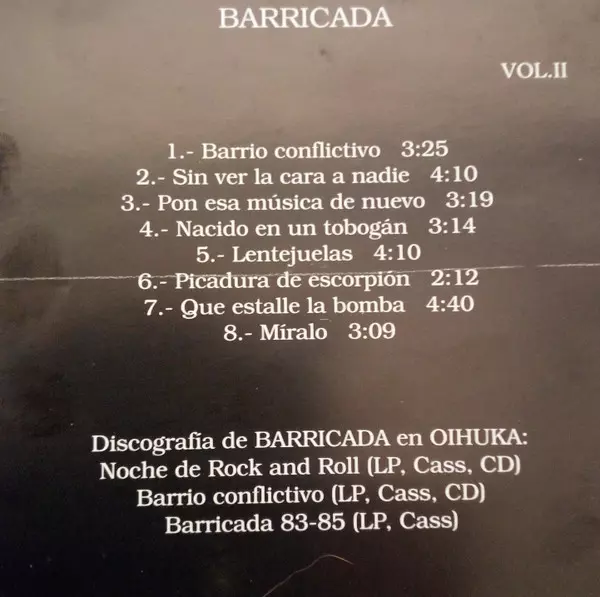 BARRICADA
VOL.II
1.- Barrio conflictivo 3:25
2.- Sin ver la cara a nadie 4:10
3.- Pon esa música de nuevo 3:19
4.- Nacido en un tobogán 3:14
5.- Lentejuelas 4:10
6.- Picadura de escorpión 2:12
7.- Que estalle la bomba 4:40
8.- Míralo 3:09
Discografía de BARRICADA en OIHUKA:
Noche de Rock and Roll (LP, Cass, CD)
Barrio conflictivo (LP, Cass, CD)
Barricada 83-85 (LP, Cass)